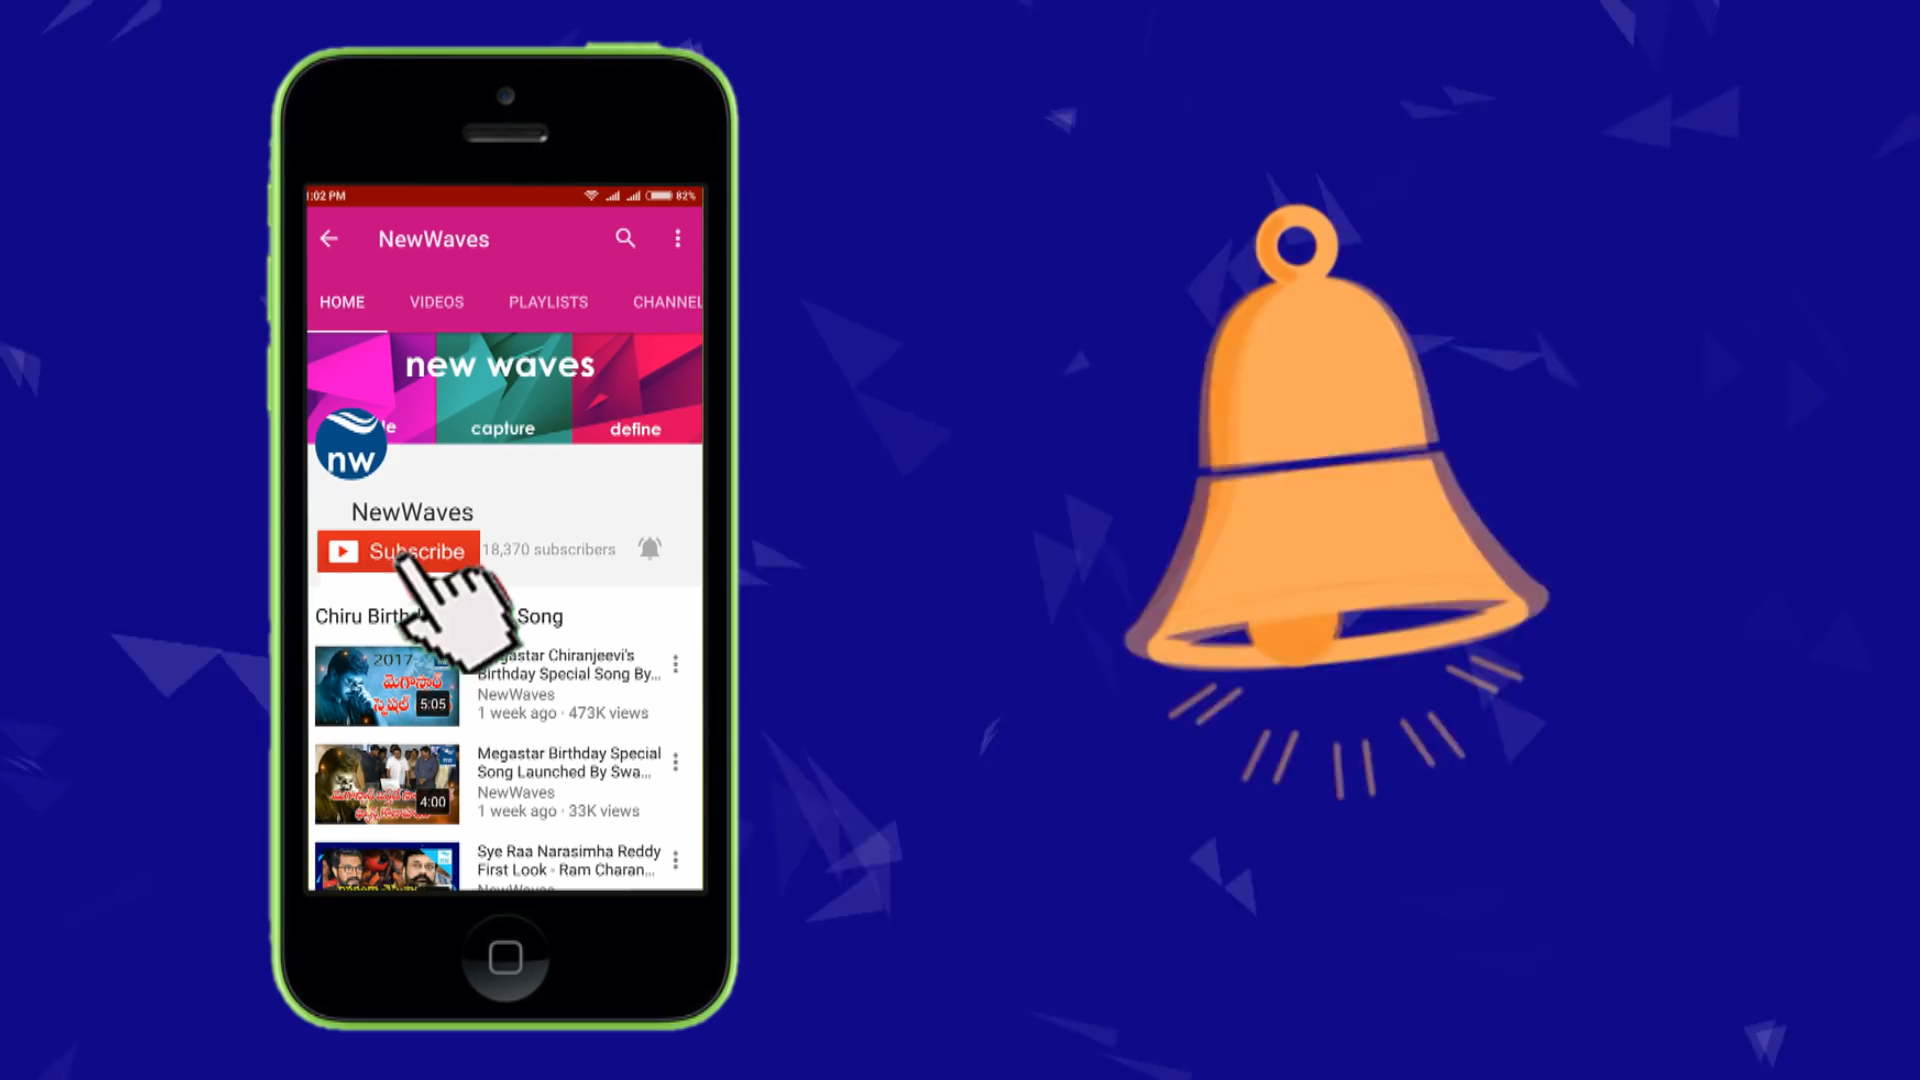 1:02 PM
82%
NewWaves
HOME
VIDEOS
PLAYLISTS
CHANNEL
new waves
capture
define
nw
NewWaves
Subscribe
18,370 subscribers
Chiru Song
2017
మెగాస్టార్
స్పెషల్
5:05
Chiranjeevi's
Birthday Special Song By...
NewWaves
1 week ago · 473K views
4:00
Megastar Birthday Special
Song Launched By Swa...
NewWaves
1 week ago · 33K views
Sye Raa Narasimha Reddy
First Look - Ram Charan...